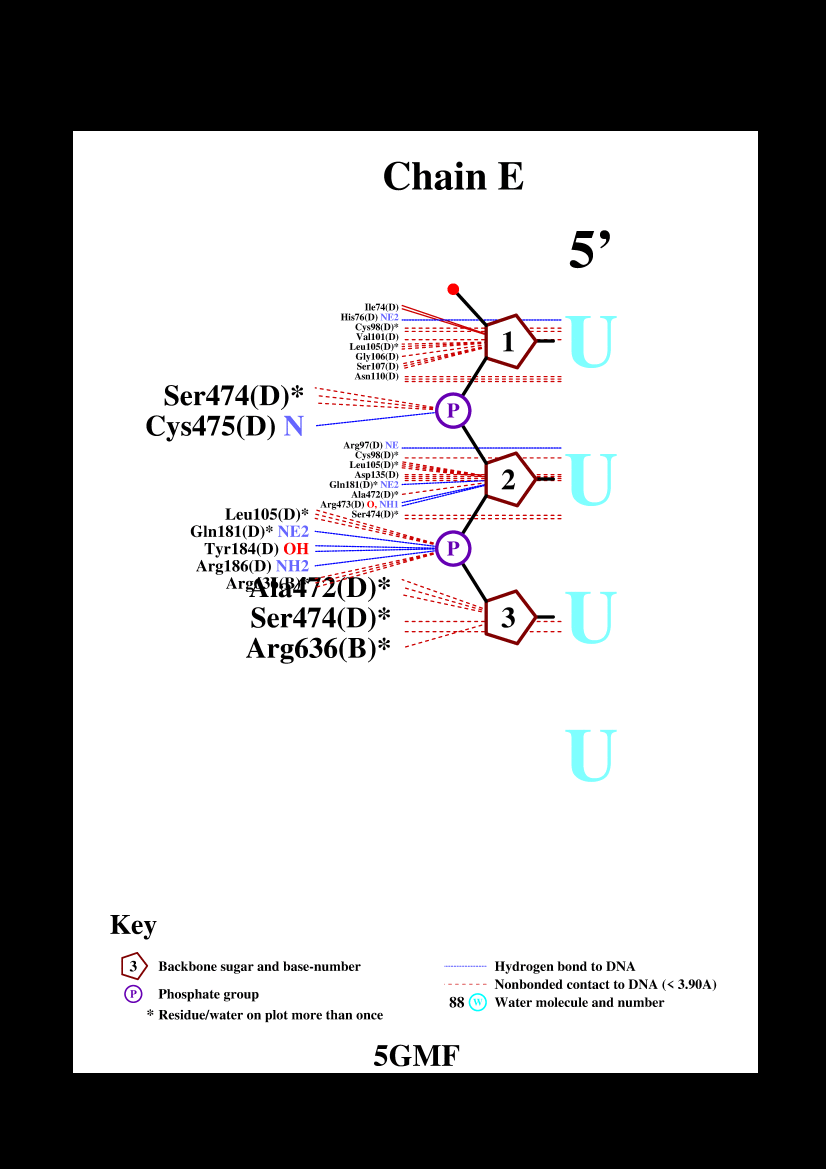 Chain E
5’
Ile74(D)
His76(D) NE2
Cys98(D)*
Val101(D)
Leu105(D)*
Gly106(D)
Ser107(D)
Asn110(D)
1
U
Ser474(D)*
Cys475(D) N
P
Arg97(D) NE
Cys98(D)*
Leu105(D)*
Asp135(D)
Gln181(D)* NE2
Ala472(D)*
Arg473(D) O, NH1
Ser474(D)*
2
U
Leu105(D)*
Gln181(D)* NE2
Tyr184(D) OH
Arg186(D) NH2
Arg636(B)*
P
Ala472(D)*
Ser474(D)*
Arg636(B)*
3
U
U
Key
3 Backbone sugar and base-number
P Phosphate group
* Residue/water on plot more than once
Hydrogen bond to DNA
Nonbonded contact to DNA (< 3.90A)
88 W Water molecule and number
5GMF